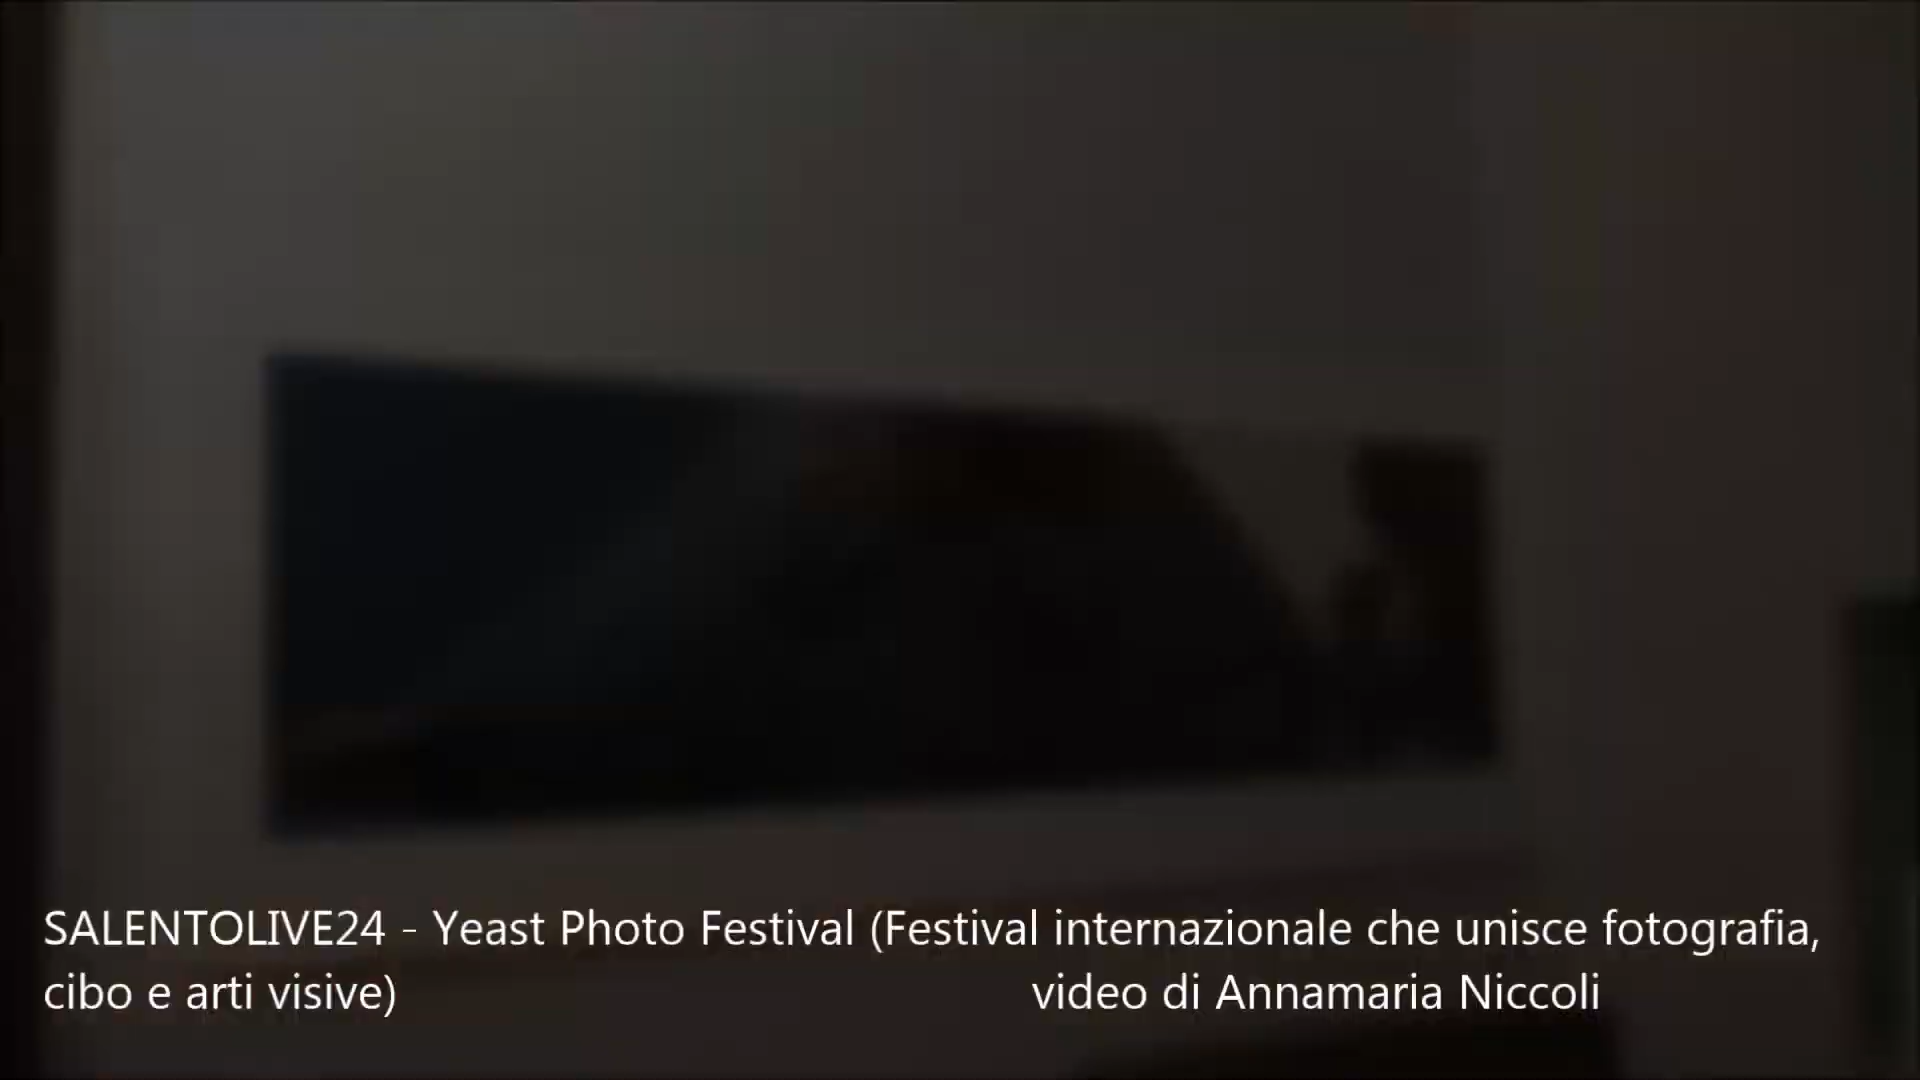 SALENTOLIVE24 - Yeast Photo Festival (Festival internazionale che unisce fotografia,
cibo e arti visive) video di Annamaria Niccoli